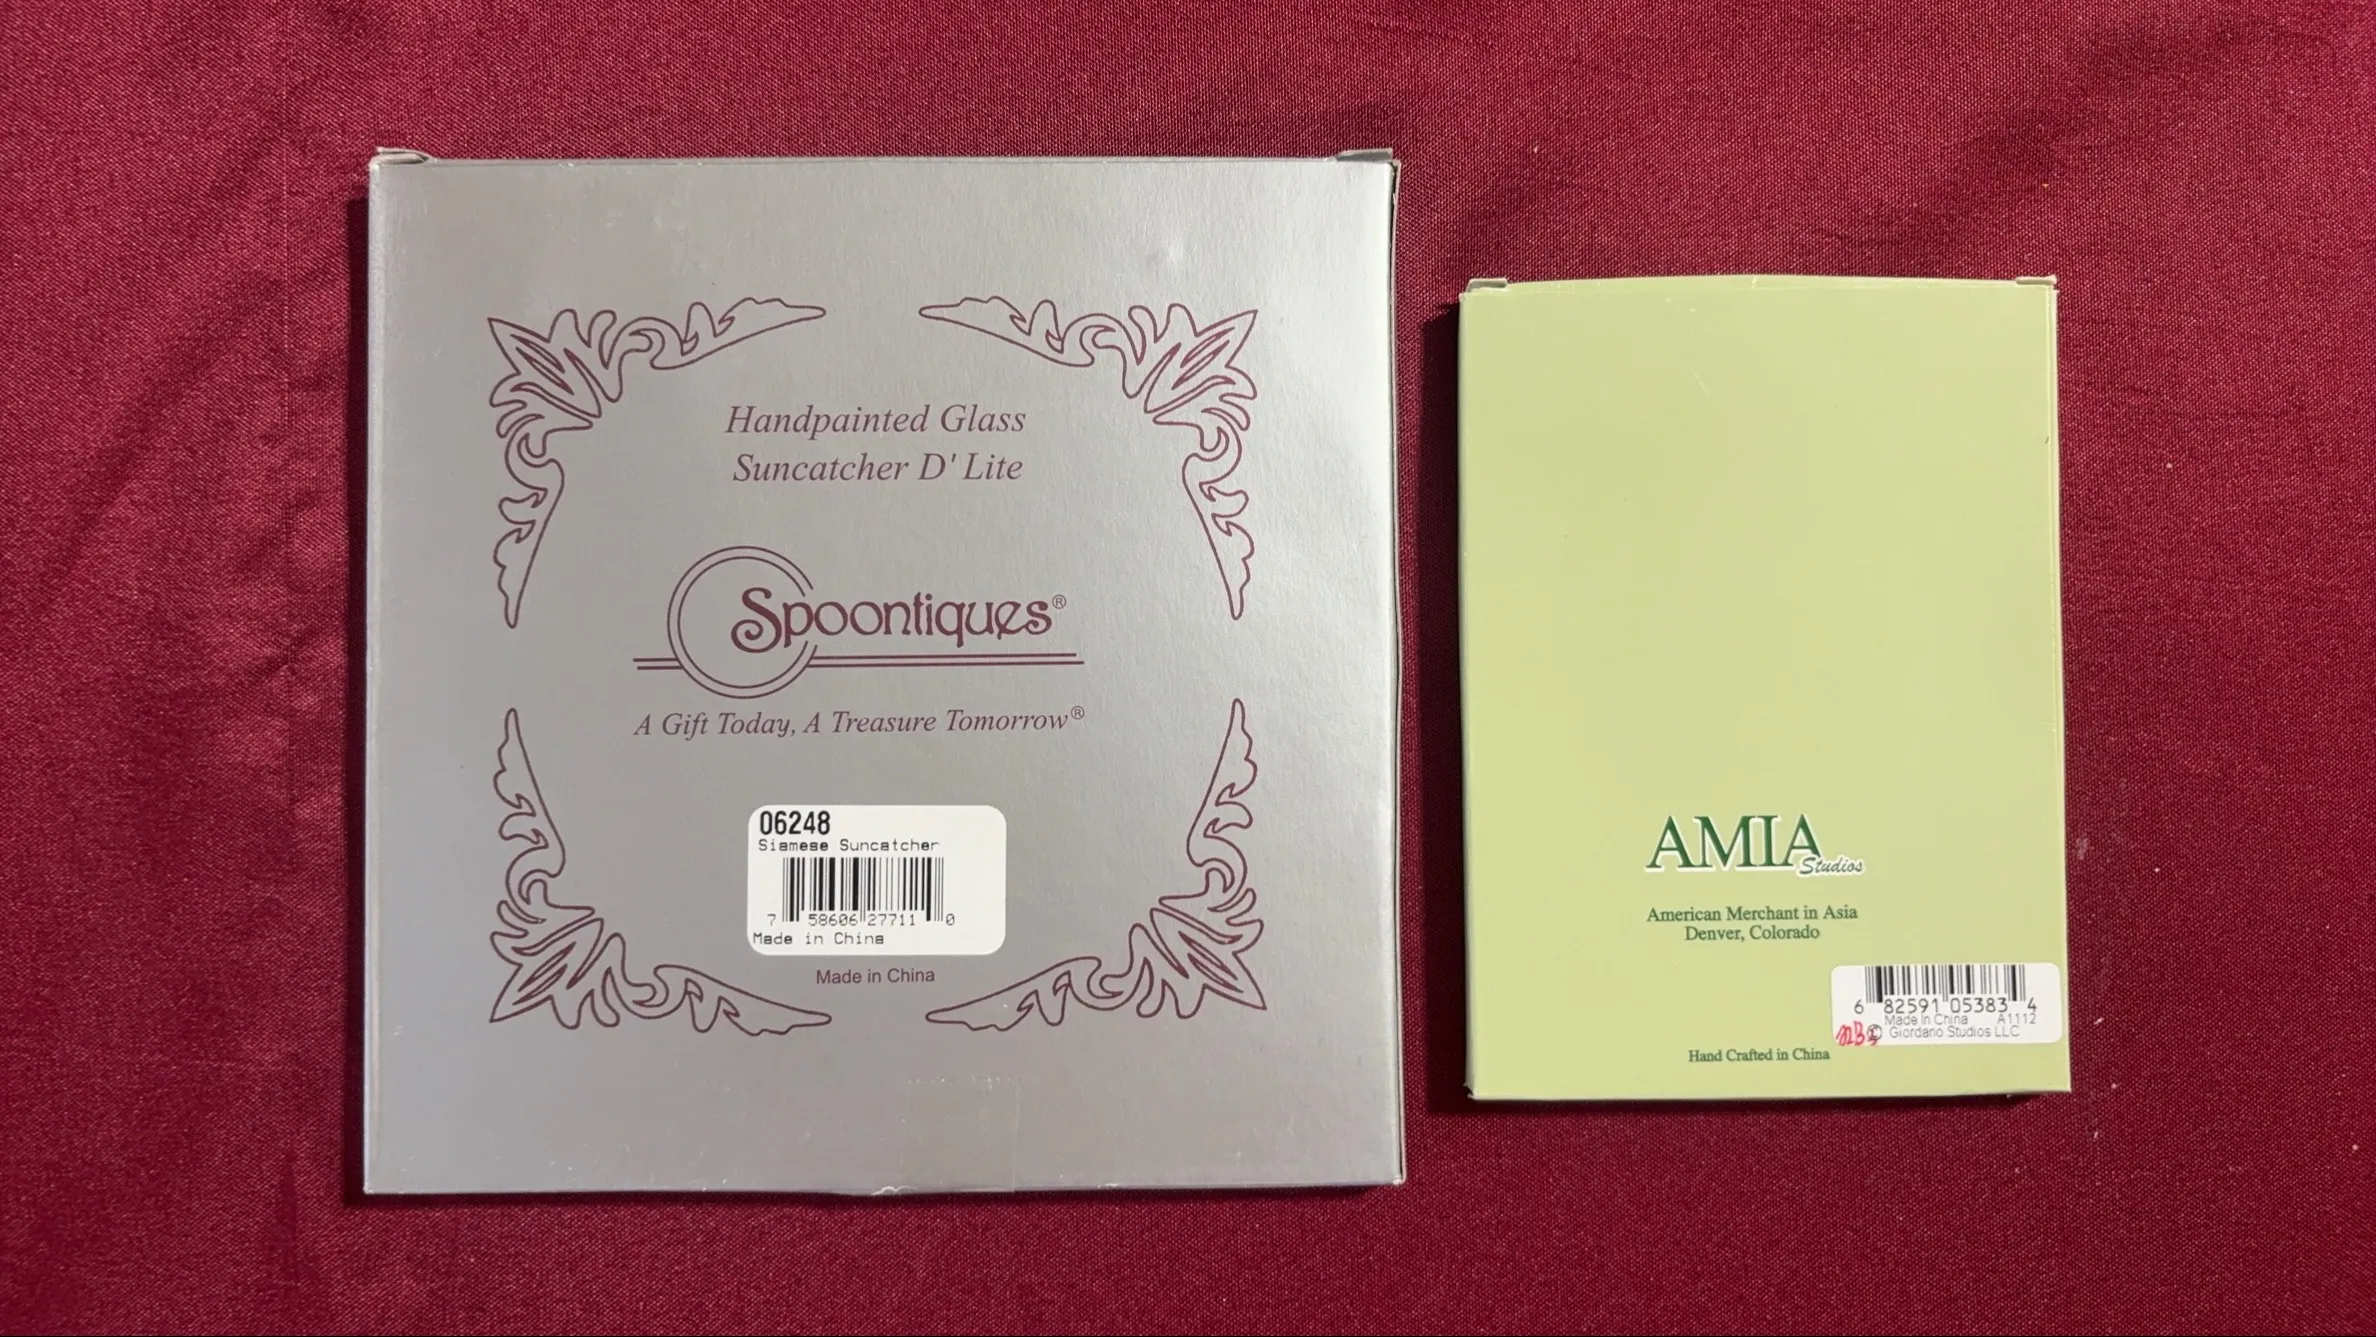 Handpainted Glass
Suncatcher D' Lite
Spoontiques®
A Gift Today, A Treasure Tomorrow®
06248
Siamese Suncatcher
7 58606 27711 0
Made in China
Made in China
AMIA
Studios
American Merchant in Asia
Denver, Colorado
6 82591 05383 4
Made In China A1112
© Giordano Studios LLC
Hand Crafted in China